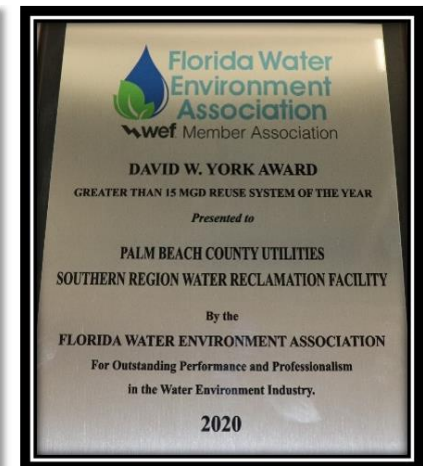 Florida Water
Environment
Association
wef Member Association
DAVID W. YORK AWARD
GREATER THAN 15 MGD REUSE SYSTEM OF THE YEAR
Presented to
PALM BEACH COUNTY UTILITIES
SOUTHERN REGION WATER RECLAMATION FACILITY
By the
FLORIDA WATER ENVIRONMENT ASSOCIATION
For Outstanding Performance and Professionalism
in the Water Environment Industry.
2020